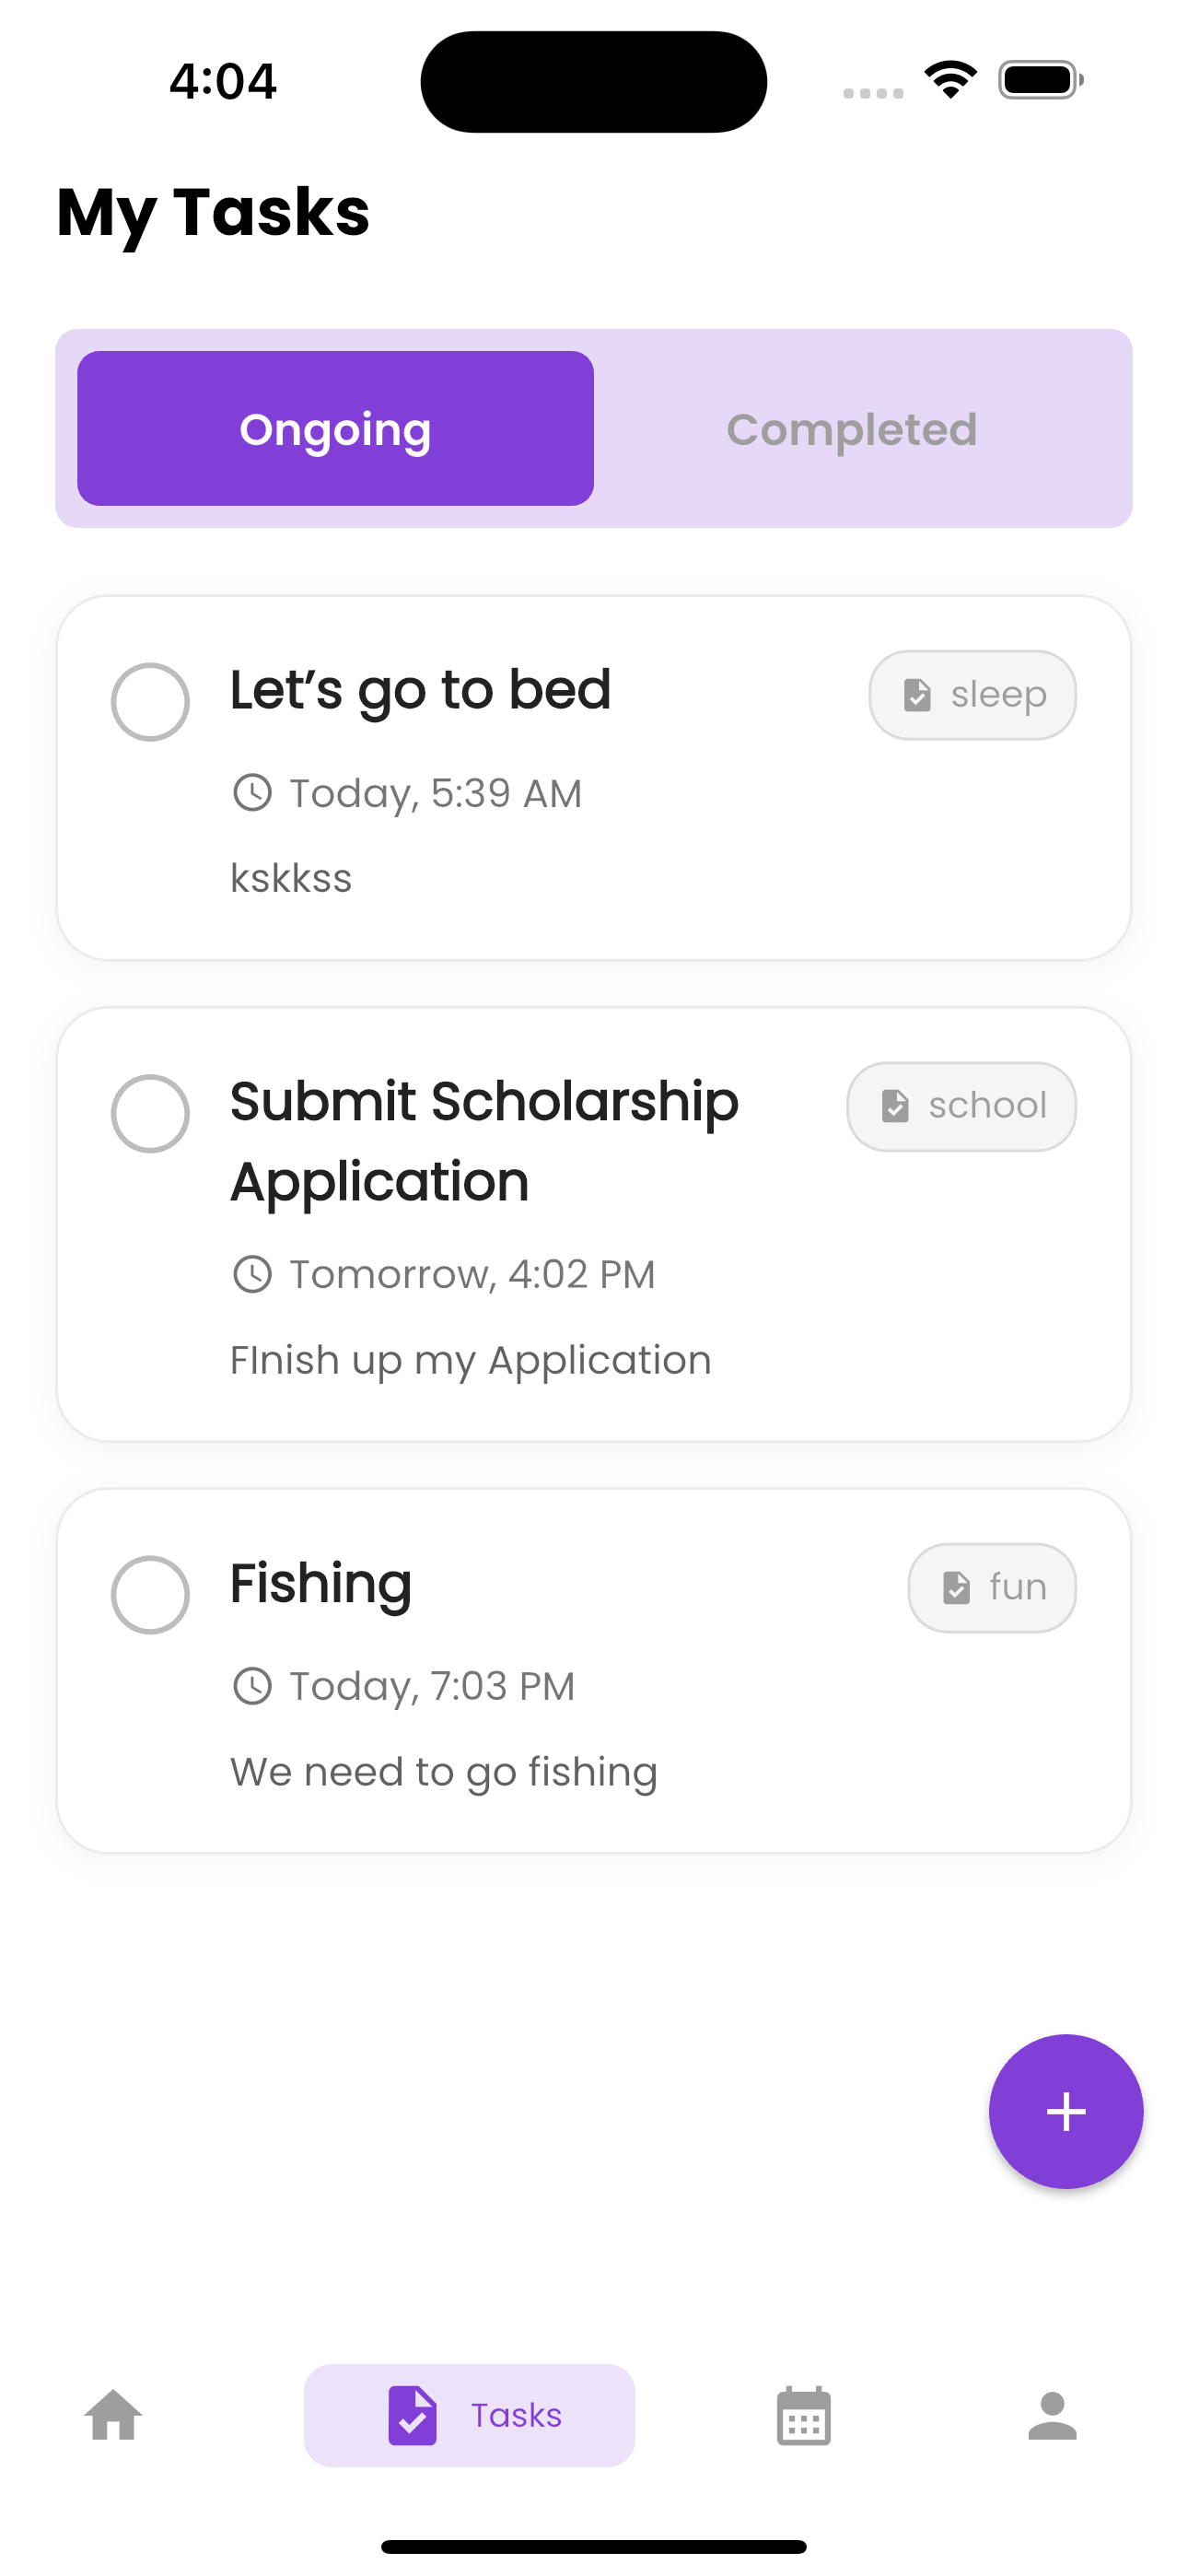 4:04
My Tasks
Ongoing
Completed
Let’s go to bed
sleep
Today, 5:39 AM
kskkss
Submit Scholarship
Application
school
Tomorrow, 4:02 PM
FInish up my Application
Fishing
fun
Today, 7:03 PM
We need to go fishing
Tasks